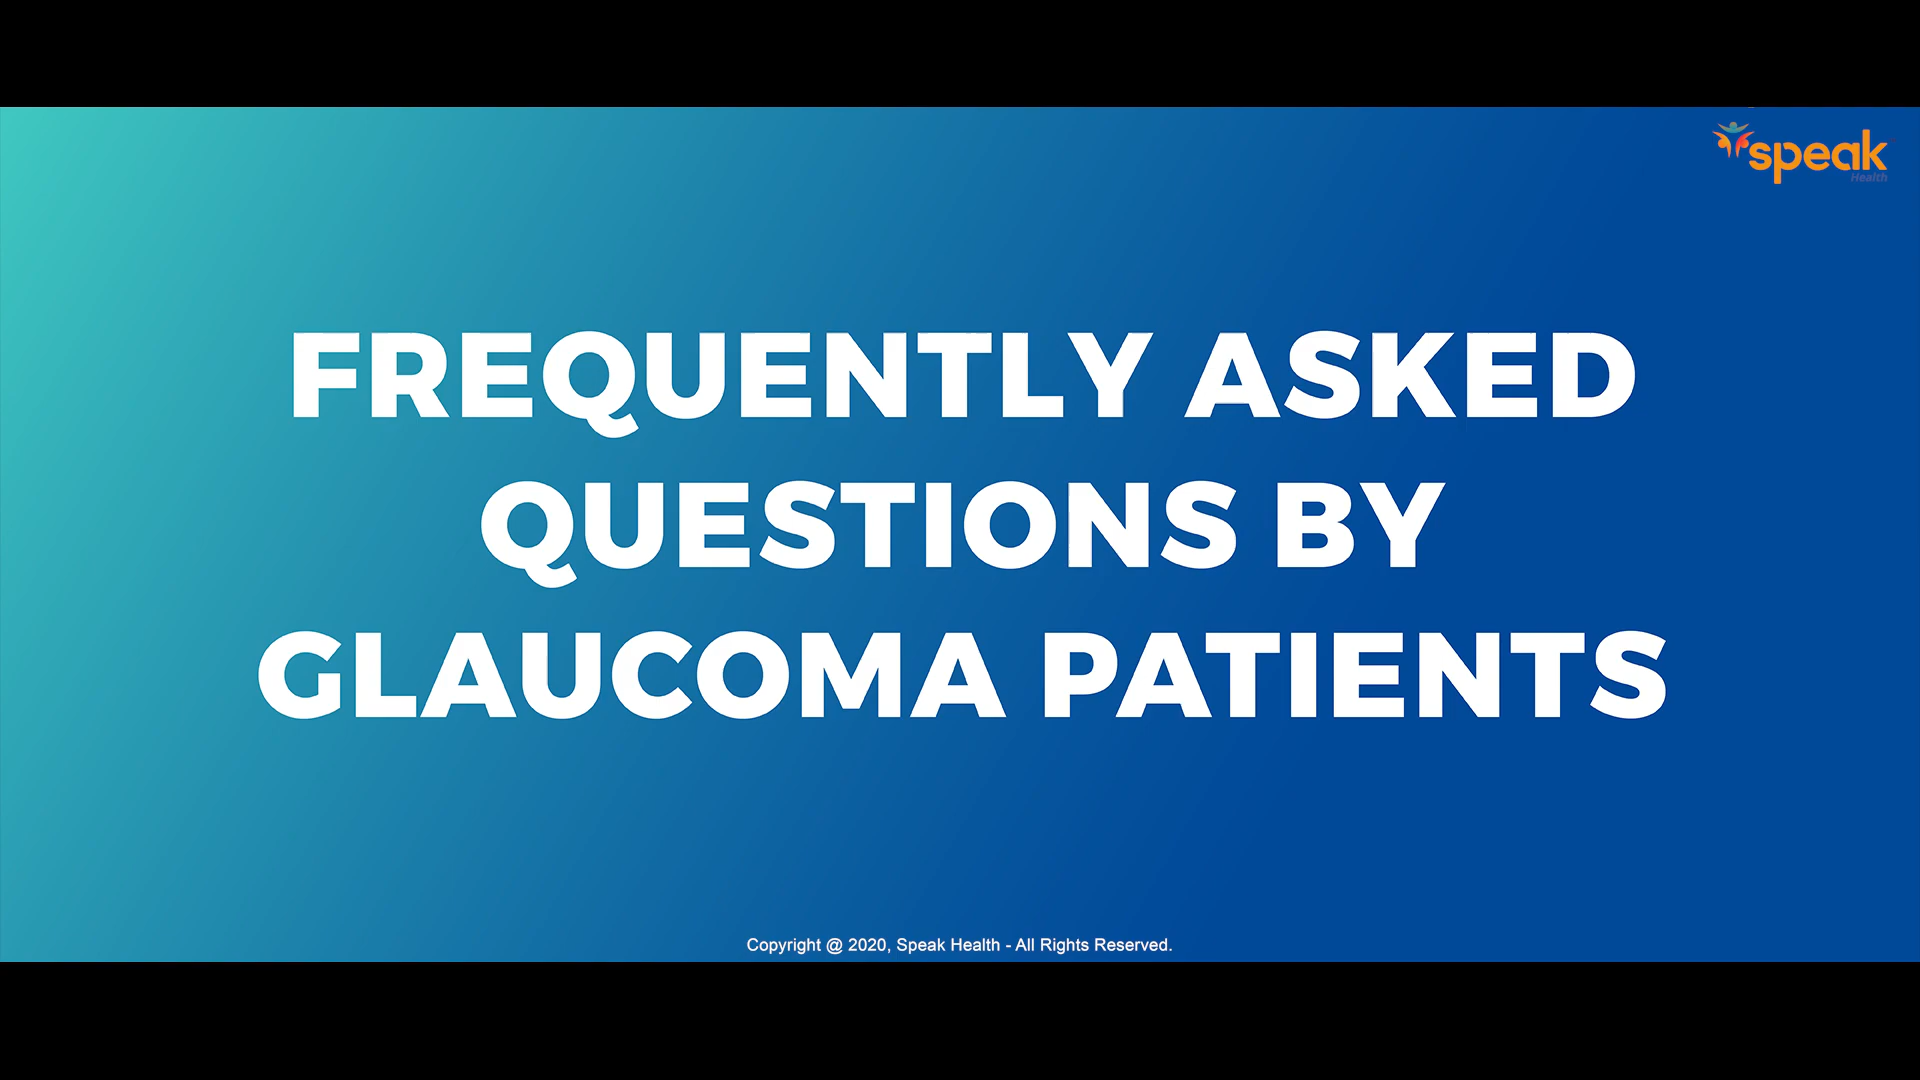 speak
Health
FREQUENTLY ASKED
QUESTIONS BY
GLAUCOMA PATIENTS
Copyright @ 2020, Speak Health - All Rights Reserved.